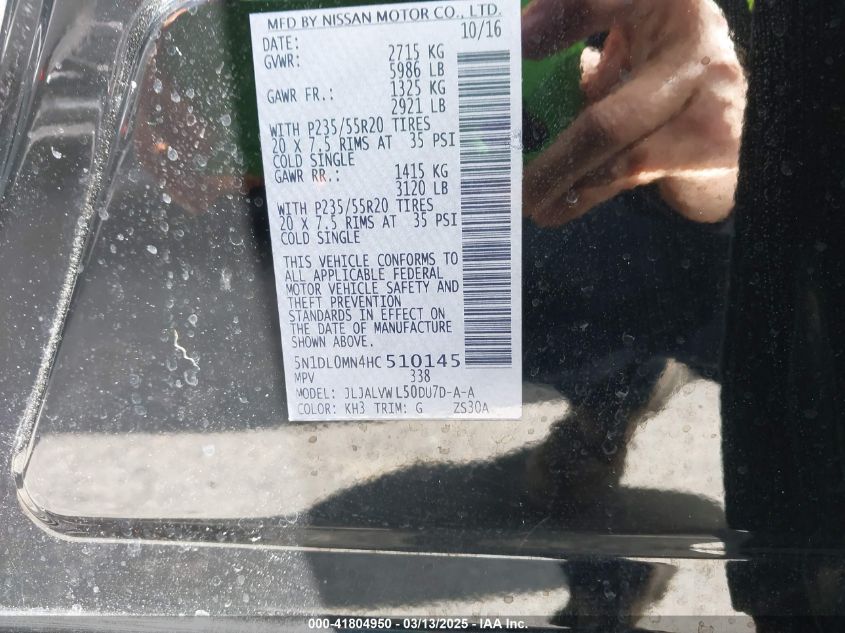 MFD BY NISSAN MOTOR CO., LTD.
DATE: 10/16
GVWR: 2715 KG
5986 LB
GAWR FR.: 1325 KG
2921 LB
WITH P235/55R20 TIRES
20 X 7.5 RIMS AT 35 PSI
COLD SINGLE
GAWR RR.: 1415 KG
3120 LB
WITH P235/55R20 TIRES
20 X 7.5 RIMS AT 35 PSI
COLD SINGLE
THIS VEHICLE CONFORMS TO
ALL APPLICABLE FEDERAL
MOTOR VEHICLE SAFETY AND
THEFT PREVENTION
STANDARDS IN EFFECT ON
THE DATE OF MANUFACTURE
SHOWN ABOVE.
5N1DL0MN4HC510145
MPV 338
MODEL: JLJALVWL50DU7D-A-A
COLOR: KH3 TRIM: G ZS30A
000-41804950 - 03/13/2025 - IAA Inc.